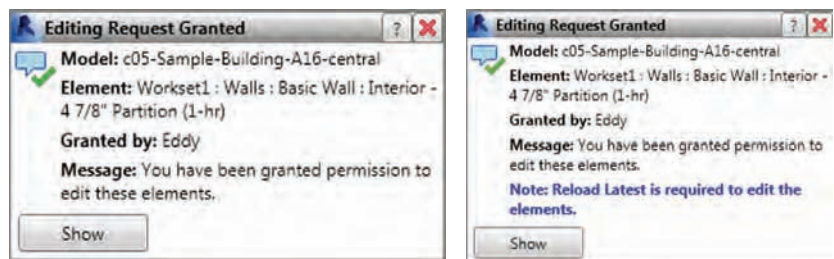 Editing Request Granted
?
Model: c05-Sample-Building-A16-central
Element: Workset1 : Walls : Basic Wall : Interior -
4 7/8" Partition (1-hr)
Granted by: Eddy
Message: You have been granted permission to
edit these elements.
Show
Editing Request Granted
?
Model: c05-Sample-Building-A16-central
Element: Workset1 : Walls : Basic Wall : Interior -
4 7/8" Partition (1-hr)
Granted by: Eddy
Message: You have been granted permission to
edit these elements.
Note: Reload Latest is required to edit the
elements.
Show